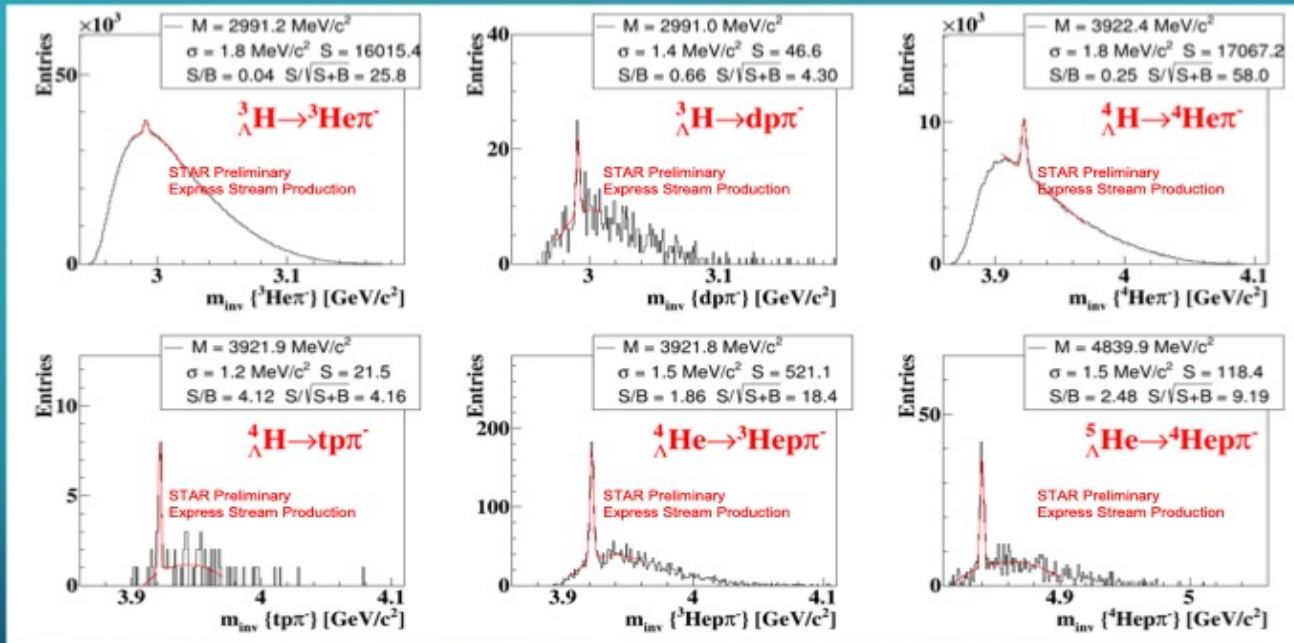 ×10³
Entries
50
0
M = 2991.2 MeV/c²
σ = 1.8 MeV/c² S = 16015.4
S/B = 0.04 S/√S+B = 25.8
³ΛH→³Heπ⁻
STAR Preliminary
Express Stream Production
3 3.1
m_inv {³Heπ⁻} [GeV/c²]
Entries
40
20
0
M = 2991.0 MeV/c²
σ = 1.4 MeV/c² S = 46.6
S/B = 0.66 S/√S+B = 4.30
³ΛH→dpπ⁻
STAR Preliminary
Express Stream Production
3 3.1
m_inv {dpπ⁻} [GeV/c²]
×10³
Entries
10
0
M = 3922.4 MeV/c²
σ = 1.8 MeV/c² S = 17067.2
S/B = 0.25 S/√S+B = 58.0
⁴ΛH→⁴Heπ⁻
STAR Preliminary
Express Stream Production
3.9 4 4.1
m_inv {⁴Heπ⁻} [GeV/c²]
Entries
10
5
0
M = 3921.9 MeV/c²
σ = 1.2 MeV/c² S = 21.5
S/B = 4.12 S/√S+B = 4.16
⁴ΛH→tpπ⁻
STAR Preliminary
Express Stream Production
3.9 4 4.1
m_inv {tpπ⁻} [GeV/c²]
Entries
200
100
0
M = 3921.8 MeV/c²
σ = 1.5 MeV/c² S = 521.1
S/B = 1.86 S/√S+B = 18.4
⁴ΛHe→³Hepπ⁻
STAR Preliminary
Express Stream Production
3.9 4 4.1
m_inv {³Hepπ⁻} [GeV/c²]
Entries
50
0
M = 4839.9 MeV/c²
σ = 1.5 MeV/c² S = 118.4
S/B = 2.48 S/√S+B = 9.19
⁵ΛHe→⁴Hepπ⁻
STAR Preliminary
Express Stream Production
4.9 5
m_inv {⁴Hepπ⁻} [GeV/c²]